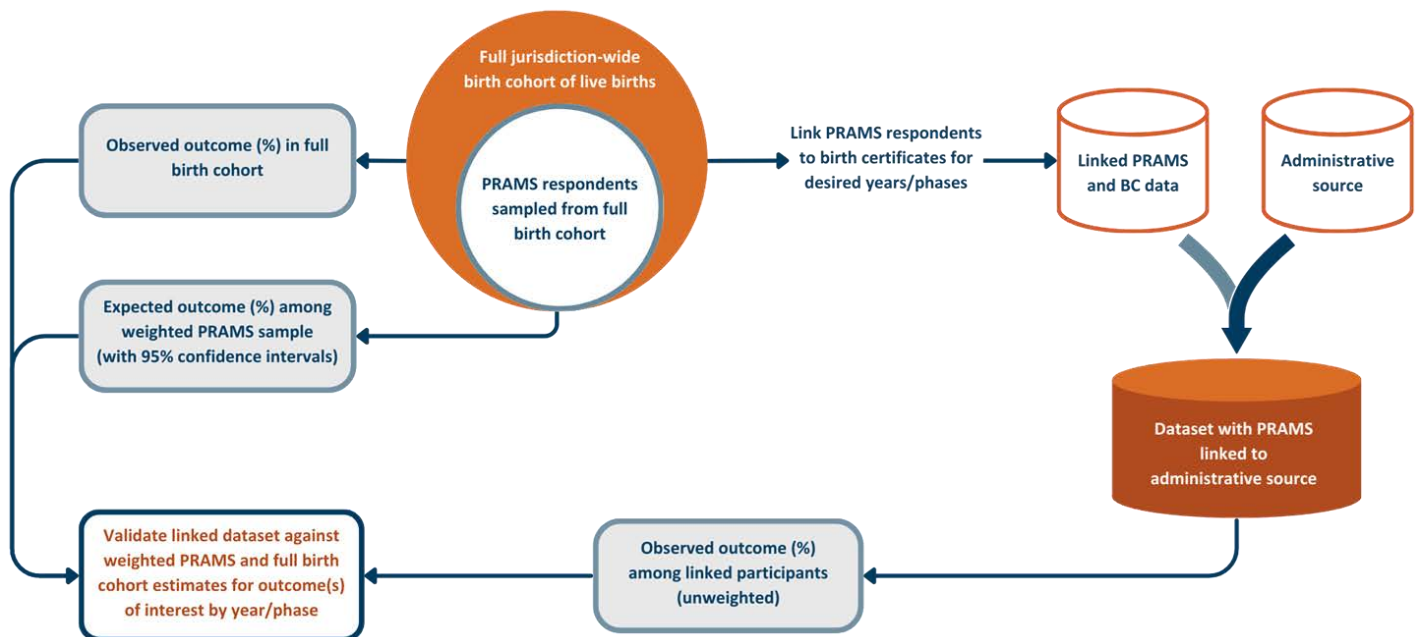 Full jurisdiction-wide
birth cohort of live births
PRAMS respondents
sampled from full
birth cohort
Observed outcome (%) in full
birth cohort
Expected outcome (%) among
weighted PRAMS sample
(with 95% confidence intervals)
Link PRAMS respondents
to birth certificates for
desired years/phases
Linked PRAMS
and BC data
Administrative
source
Dataset with PRAMS
linked to
administrative source
Observed outcome (%)
among linked participants
(unweighted)
Validate linked dataset against
weighted PRAMS and full birth
cohort estimates for outcome(s)
of interest by year/phase